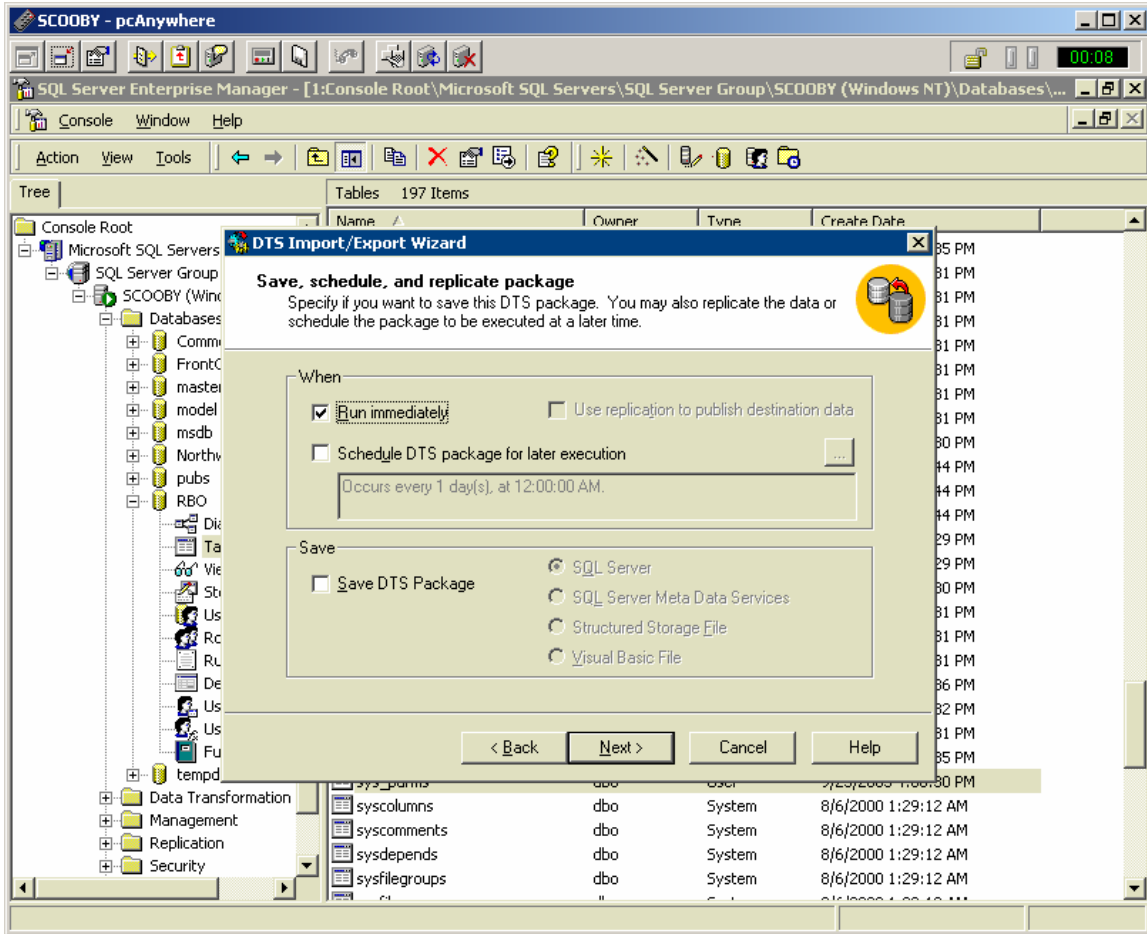 SCOOBY - pcAnywhere
00:08
SQL Server Enterprise Manager - [1:Console Root\Microsoft SQL Servers\SQL Server Group\SCOOBY (Windows NT)\Databases\...
Console Window Help
Action View Tools
Tree
Tables 197 Items
Console Root
Microsoft SQL Servers
SQL Server Group
SCOOBY (Wind
Databases
Comm
FrontC
master
model
msdb
Northw
pubs
RBO
Dia
Ta
Vie
Sto
Us
Ro
Ru
De
Us
Us
Fu
tempd
Data Transformation
Management
Replication
Security
Name Owner Type Create Date
35 PM
31 PM
31 PM
31 PM
31 PM
31 PM
31 PM
31 PM
30 PM
44 PM
44 PM
44 PM
29 PM
29 PM
30 PM
31 PM
31 PM
31 PM
36 PM
32 PM
31 PM
35 PM
DTS Import/Export Wizard
Save, schedule, and replicate package
Specify if you want to save this DTS package. You may also replicate the data or
schedule the package to be executed at a later time.
When
Run immediately
Use replication to publish destination data
Schedule DTS package for later execution
...
Occurs every 1 day(s), at 12:00:00 AM.
Save
Save DTS Package
SQL Server
SQL Server Meta Data Services
Structured Storage File
Visual Basic File
< Back Next > Cancel Help
syscolumns dbo System 8/6/2000 1:29:12 AM
syscomments dbo System 8/6/2000 1:29:12 AM
sysdepends dbo System 8/6/2000 1:29:12 AM
sysfilegroups dbo System 8/6/2000 1:29:12 AM